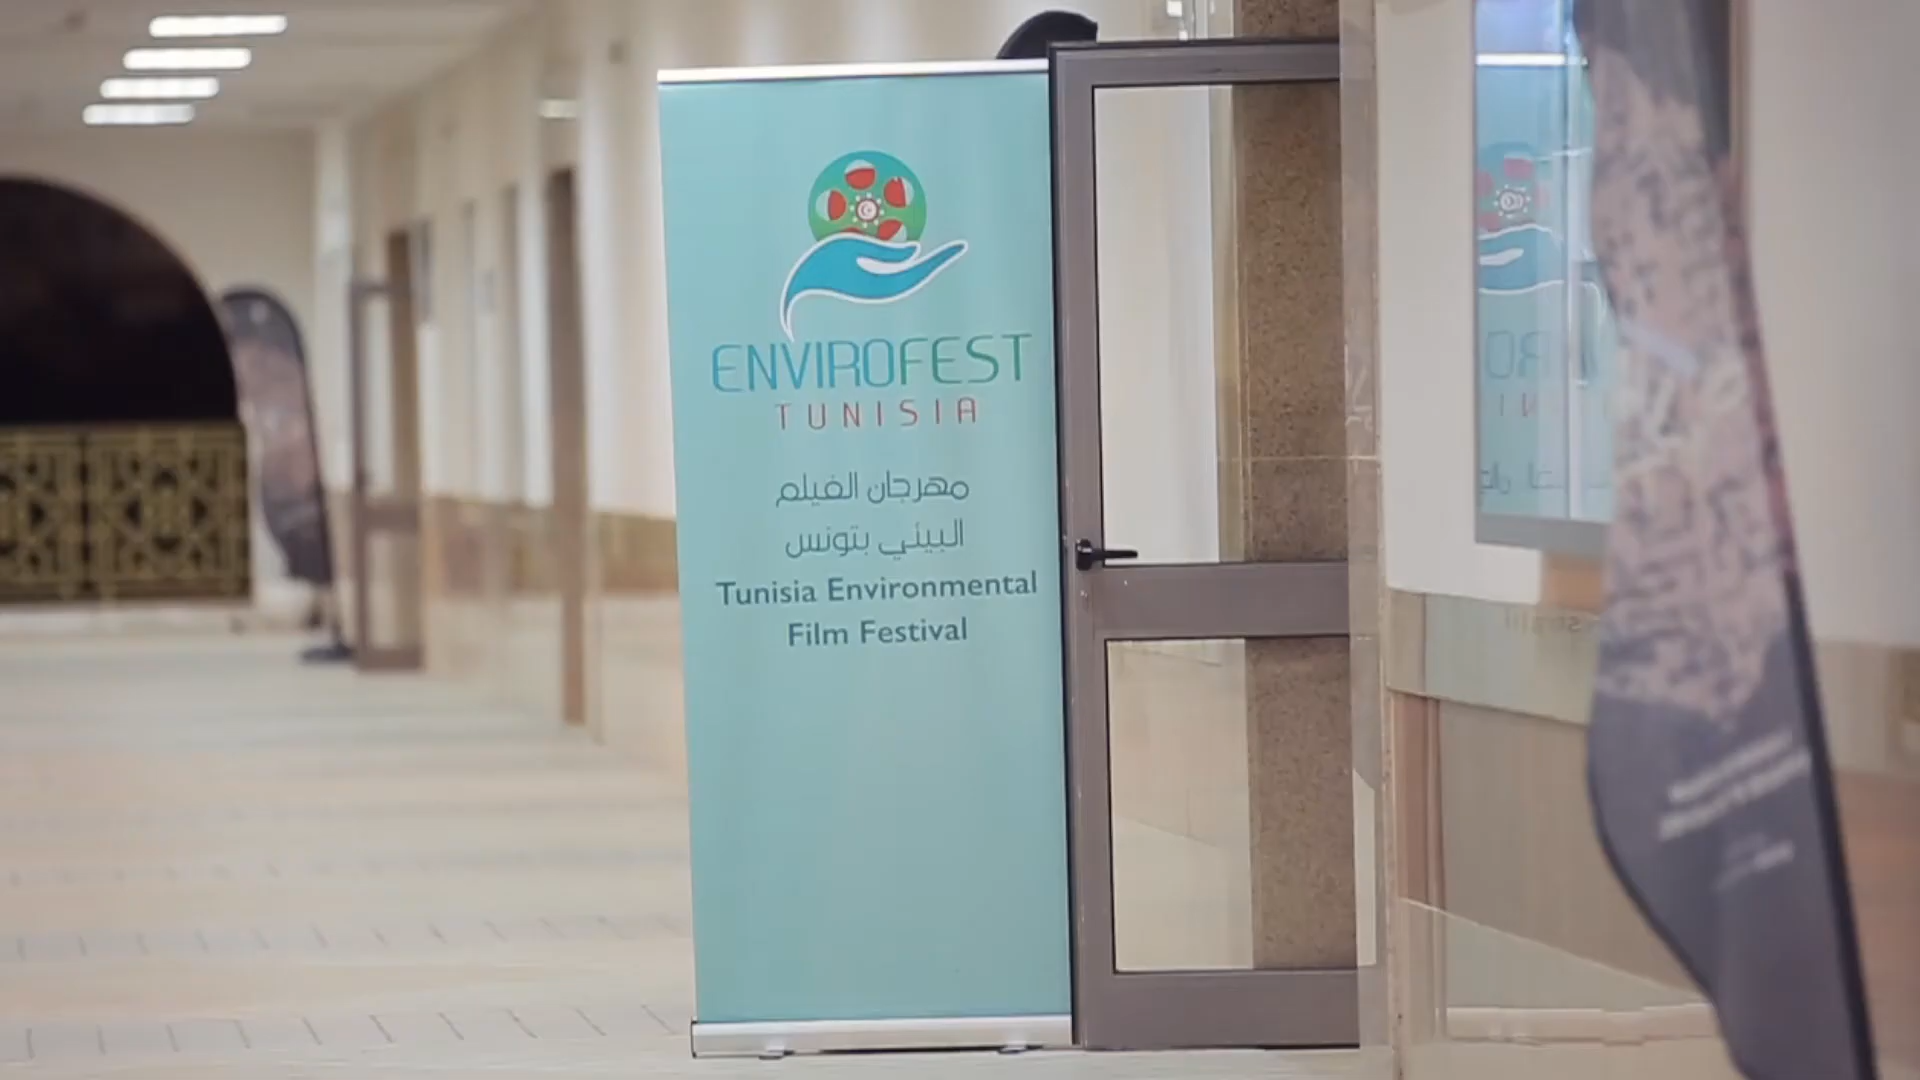 ENVIROFEST
TUNISIA
مهرجان الفيلم
البيئي بتونس
Tunisia Environmental
Film Festival